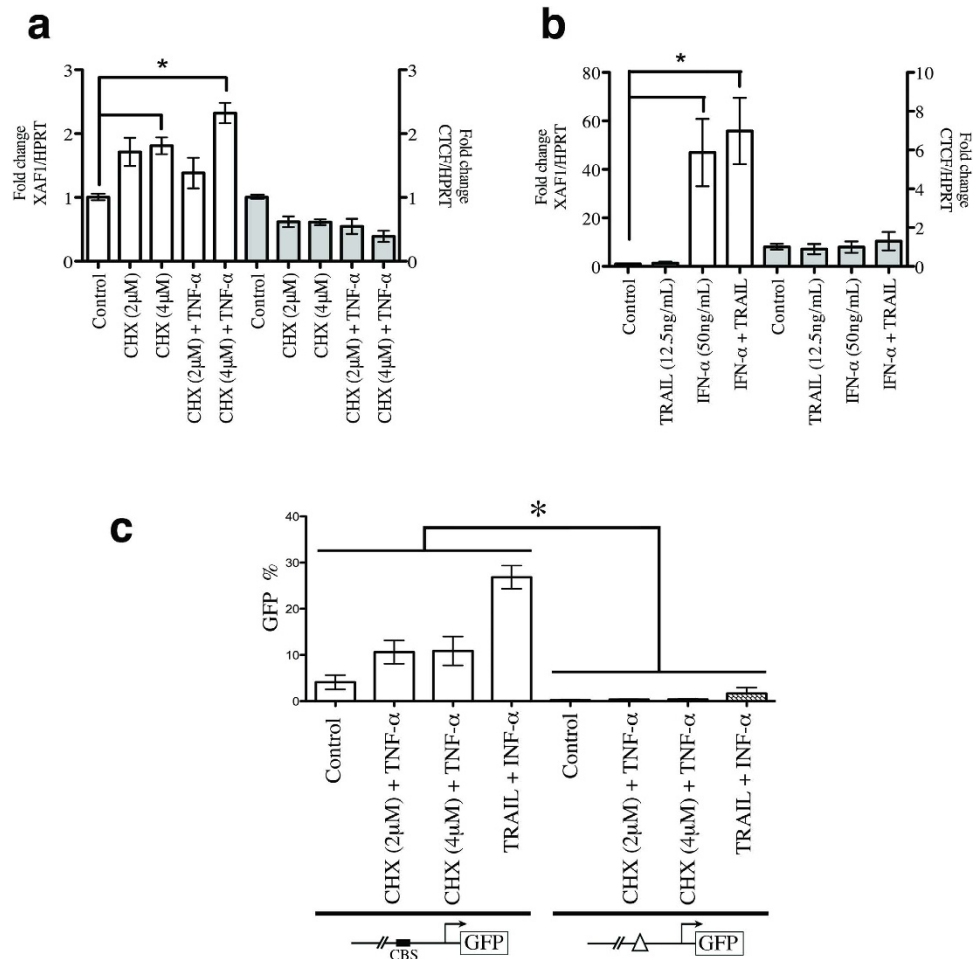 a
*
3
2
1
0
Fold change
XAF1/HPRT
3
2
1
0
Fold change
CTCF/HPRT
Control
CHX (2µM)
CHX (4µM)
CHX (2µM) + TNF-α
CHX (4µM) + TNF-α
Control
CHX (2µM)
CHX (4µM)
CHX (2µM) + TNF-α
CHX (4µM) + TNF-α
b
*
80
60
40
20
0
Fold change
XAF1/HPRT
10
8
6
4
2
0
Fold change
CTCF/HPRT
Control
TRAIL (12.5ng/mL)
IFN-α (50ng/mL)
IFN-α + TRAIL
Control
TRAIL (12.5ng/mL)
IFN-α (50ng/mL)
IFN-α + TRAIL
c
*
40
30
20
10
0
GFP %
Control
CHX (2µM) + TNF-α
CHX (4µM) + TNF-α
TRAIL + INF-α
Control
CHX (2µM) + TNF-α
CHX (4µM) + TNF-α
TRAIL + INF-α
CBS
GFP
GFP